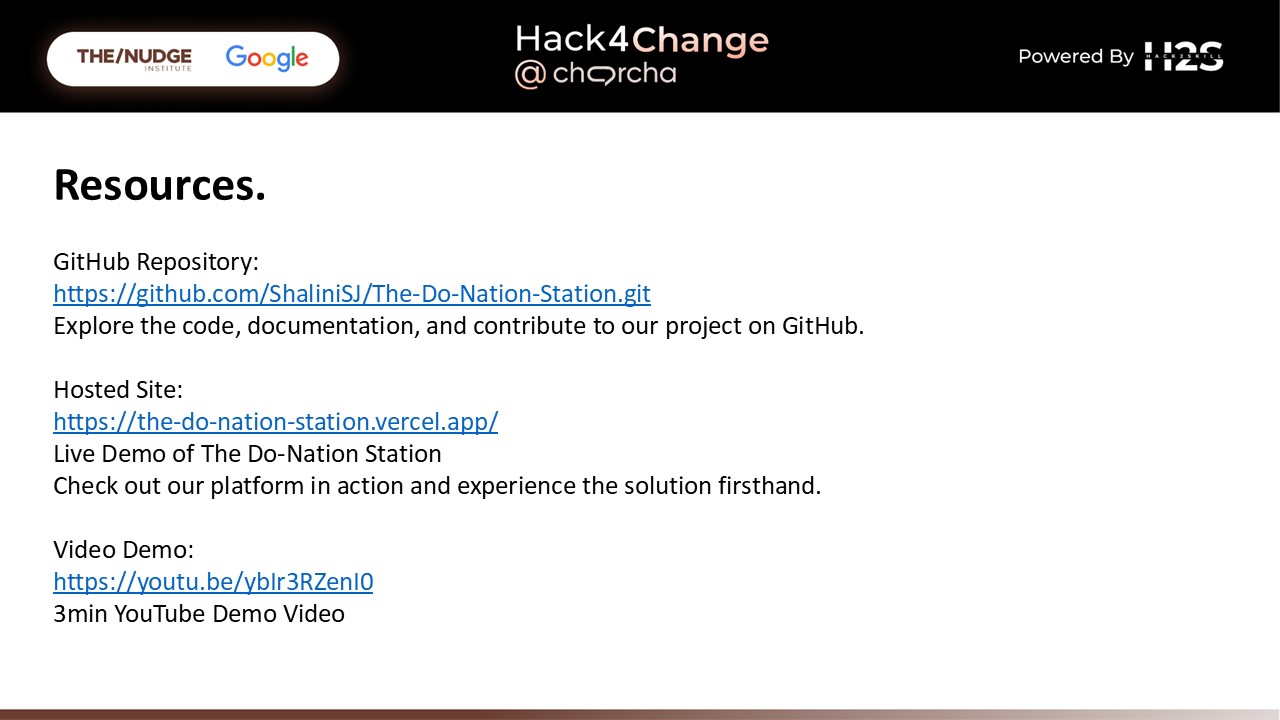 THE/NUDGE
INSTITUTE
Google
Hack4Change
@ charcha
Powered By H2S
HACK2SKILL
Resources.
GitHub Repository:
https://github.com/ShaliniSJ/The-Do-Nation-Station.git
Explore the code, documentation, and contribute to our project on GitHub.
Hosted Site:
https://the-do-nation-station.vercel.app/
Live Demo of The Do-Nation Station
Check out our platform in action and experience the solution firsthand.
Video Demo:
https://youtu.be/ybIr3RZenI0
3min YouTube Demo Video